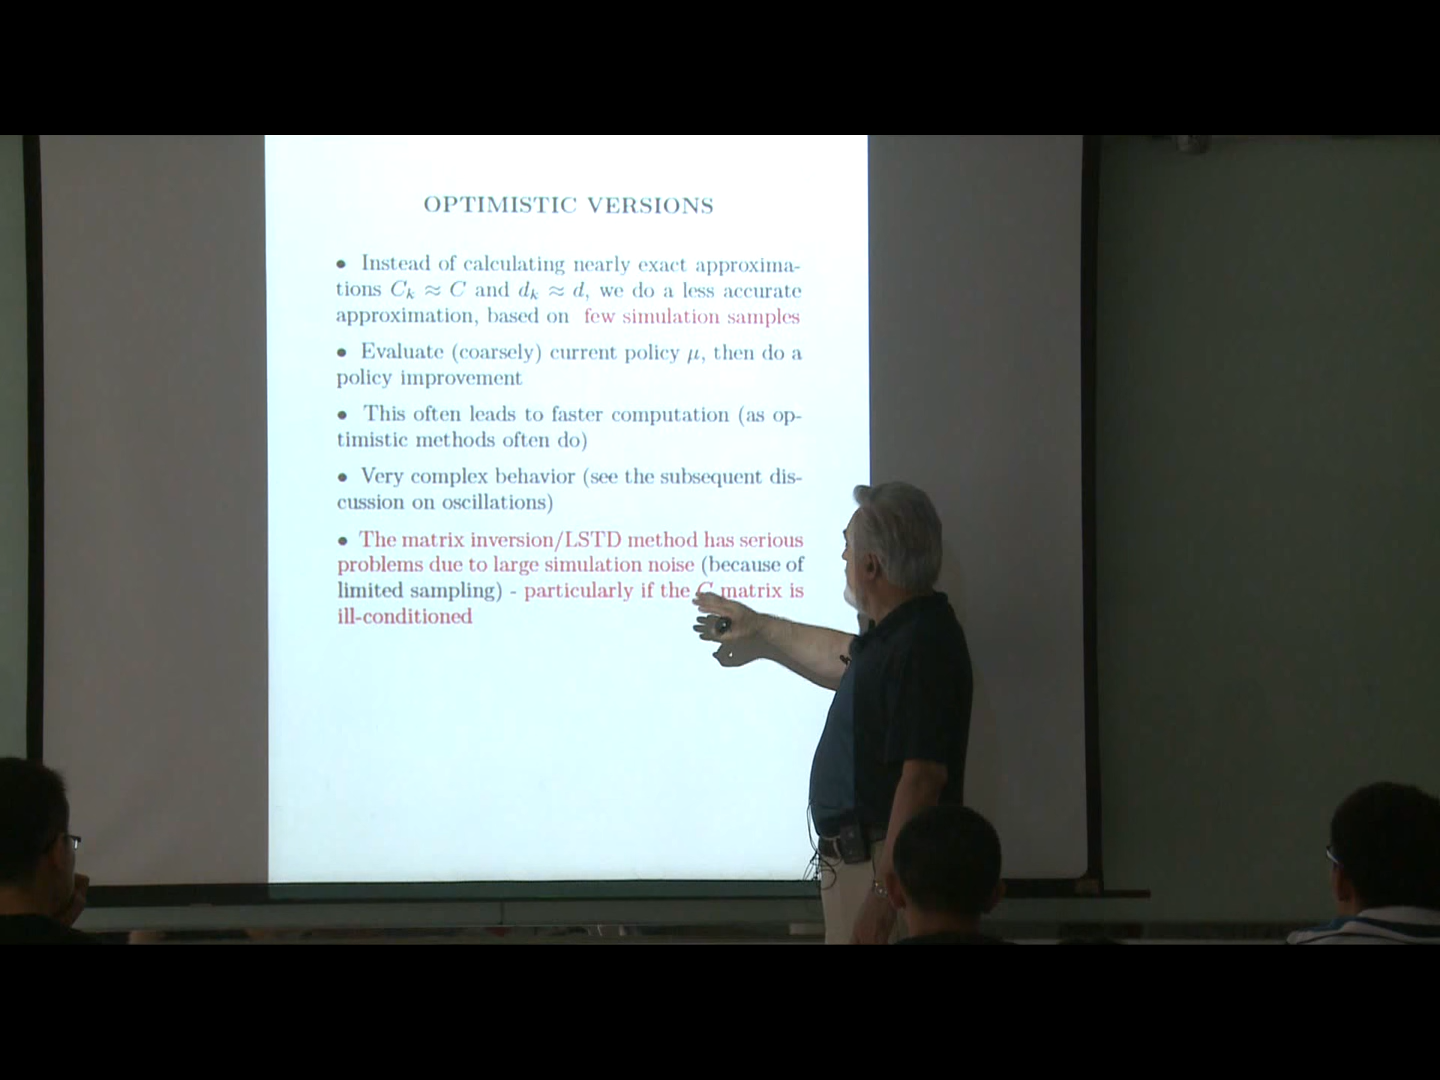 OPTIMISTIC VERSIONS
• Instead of calculating nearly exact approxima-
tions Cₖ ≈ C and dₖ ≈ d, we do a less accurate
approximation, based on few simulation samples
• Evaluate (coarsely) current policy μ, then do a
policy improvement
• This often leads to faster computation (as op-
timistic methods often do)
• Very complex behavior (see the subsequent dis-
cussion on oscillations)
• The matrix inversion/LSTD method has serious
problems due to large simulation noise (because of
limited sampling) - particularly if the C matrix is
ill-conditioned